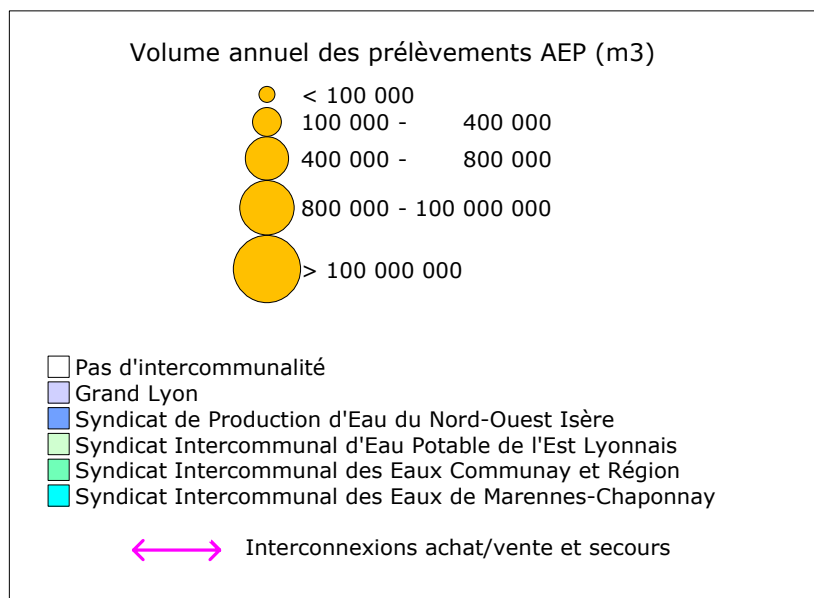 Volume annuel des prélèvements AEP (m3)
< 100 000
100 000 - 400 000
400 000 - 800 000
800 000 - 100 000 000
> 100 000 000
Pas d'intercommunalité
Grand Lyon
Syndicat de Production d'Eau du Nord-Ouest Isère
Syndicat Intercommunal d'Eau Potable de l'Est Lyonnais
Syndicat Intercommunal des Eaux Communay et Région
Syndicat Intercommunal des Eaux de Marennes-Chaponnay
Interconnexions achat/vente et secours